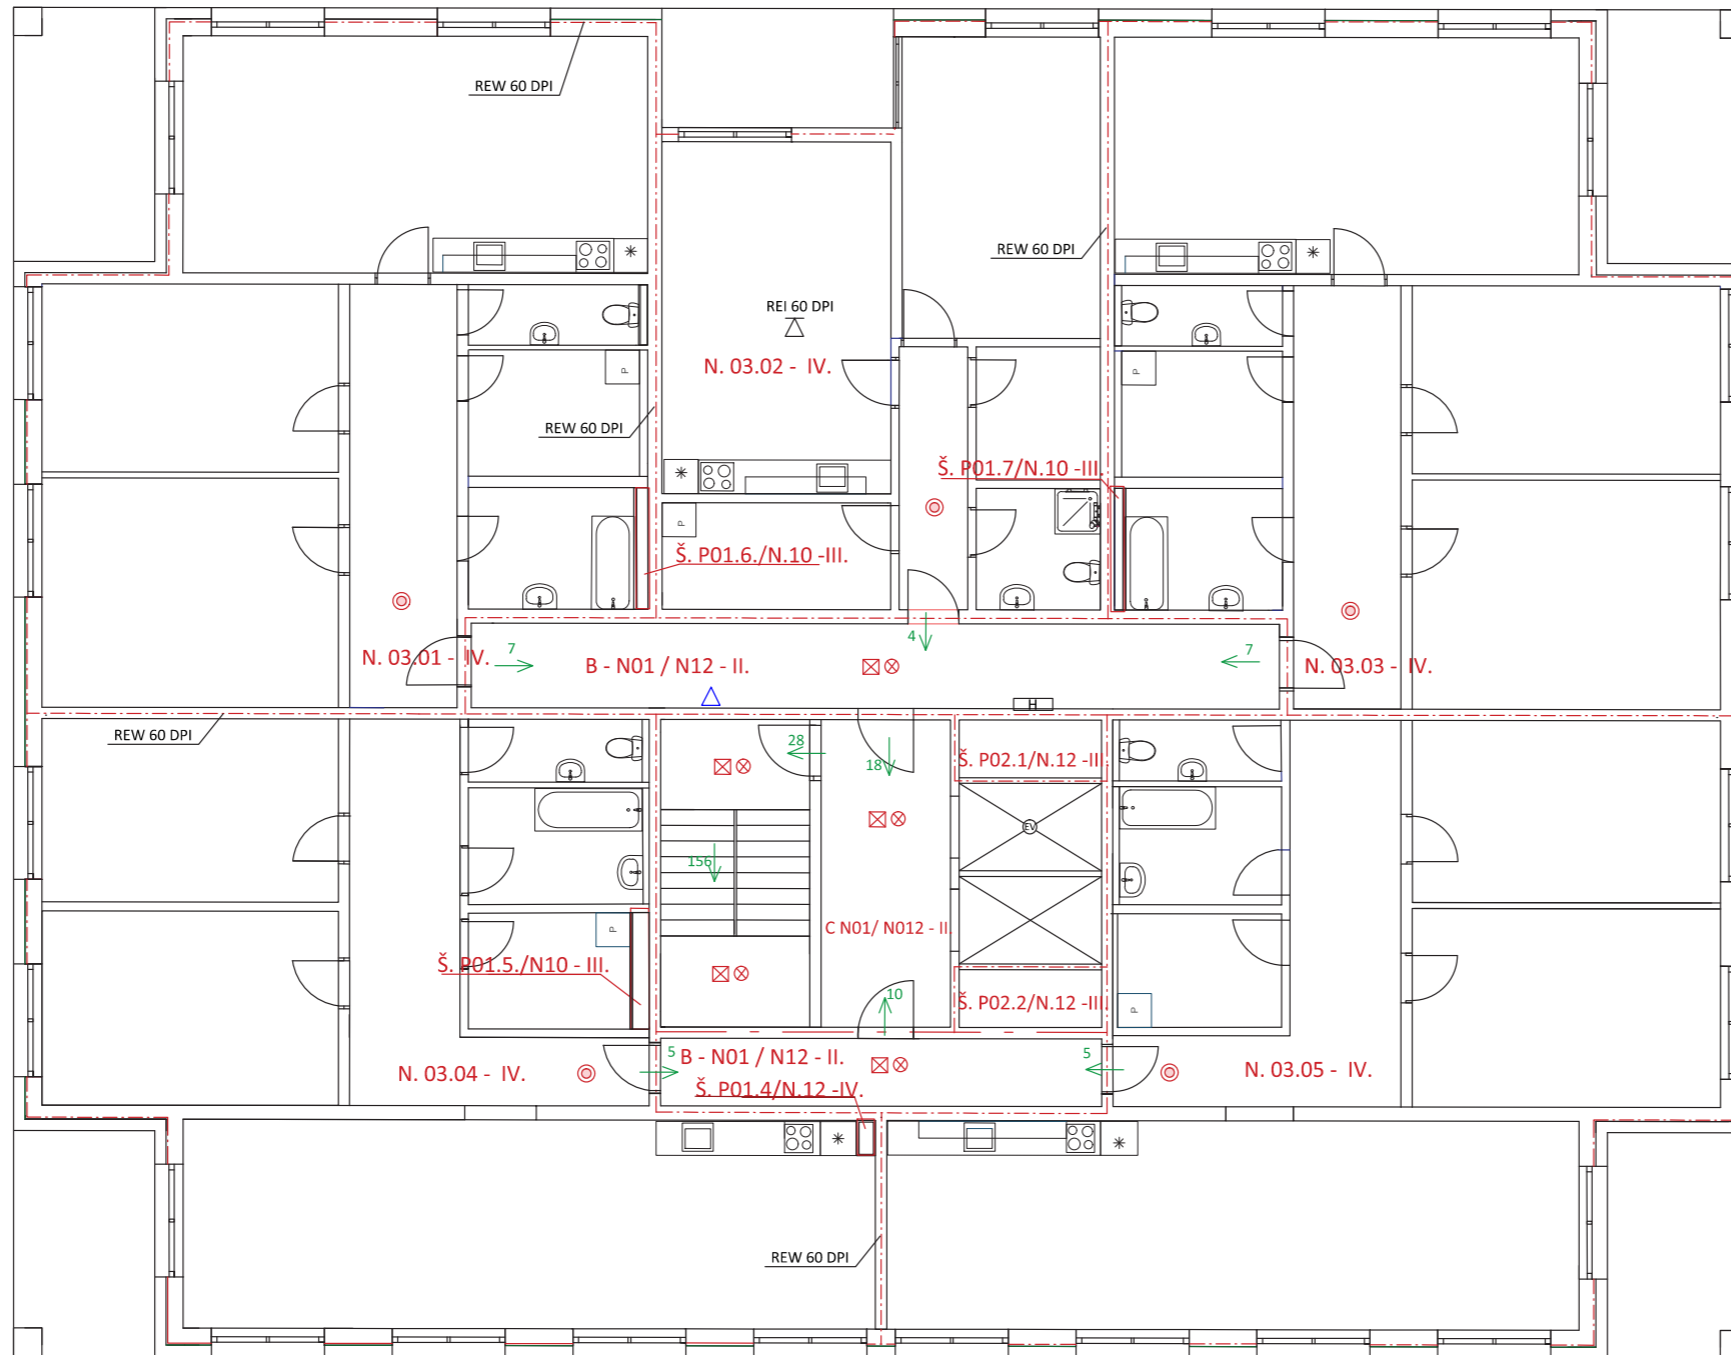 REW 60 DPI
REW 60 DPI
REI 60 DPI
N. 03.02 - IV.
P
P
REW 60 DPI
Š. P01.7/N.10 -III.
P
Š. P01.6./N.10 -III.
4
7
7
N. 03.01 - IV.
B - N01 / N12 - II.
N. 03.03 - IV.
H
REW 60 DPI
28
18
Š. P02.1/N.12 -III.
EV
156
P
C N01/ N012 - II.
Š. P01.5./N10 - III.
10
Š. P02.2/N.12 -III.
P
5
B - N01 / N12 - II.
5
N. 03.04 - IV.
N. 03.05 - IV.
Š. P01.4/N.12 -IV.
REW 60 DPI